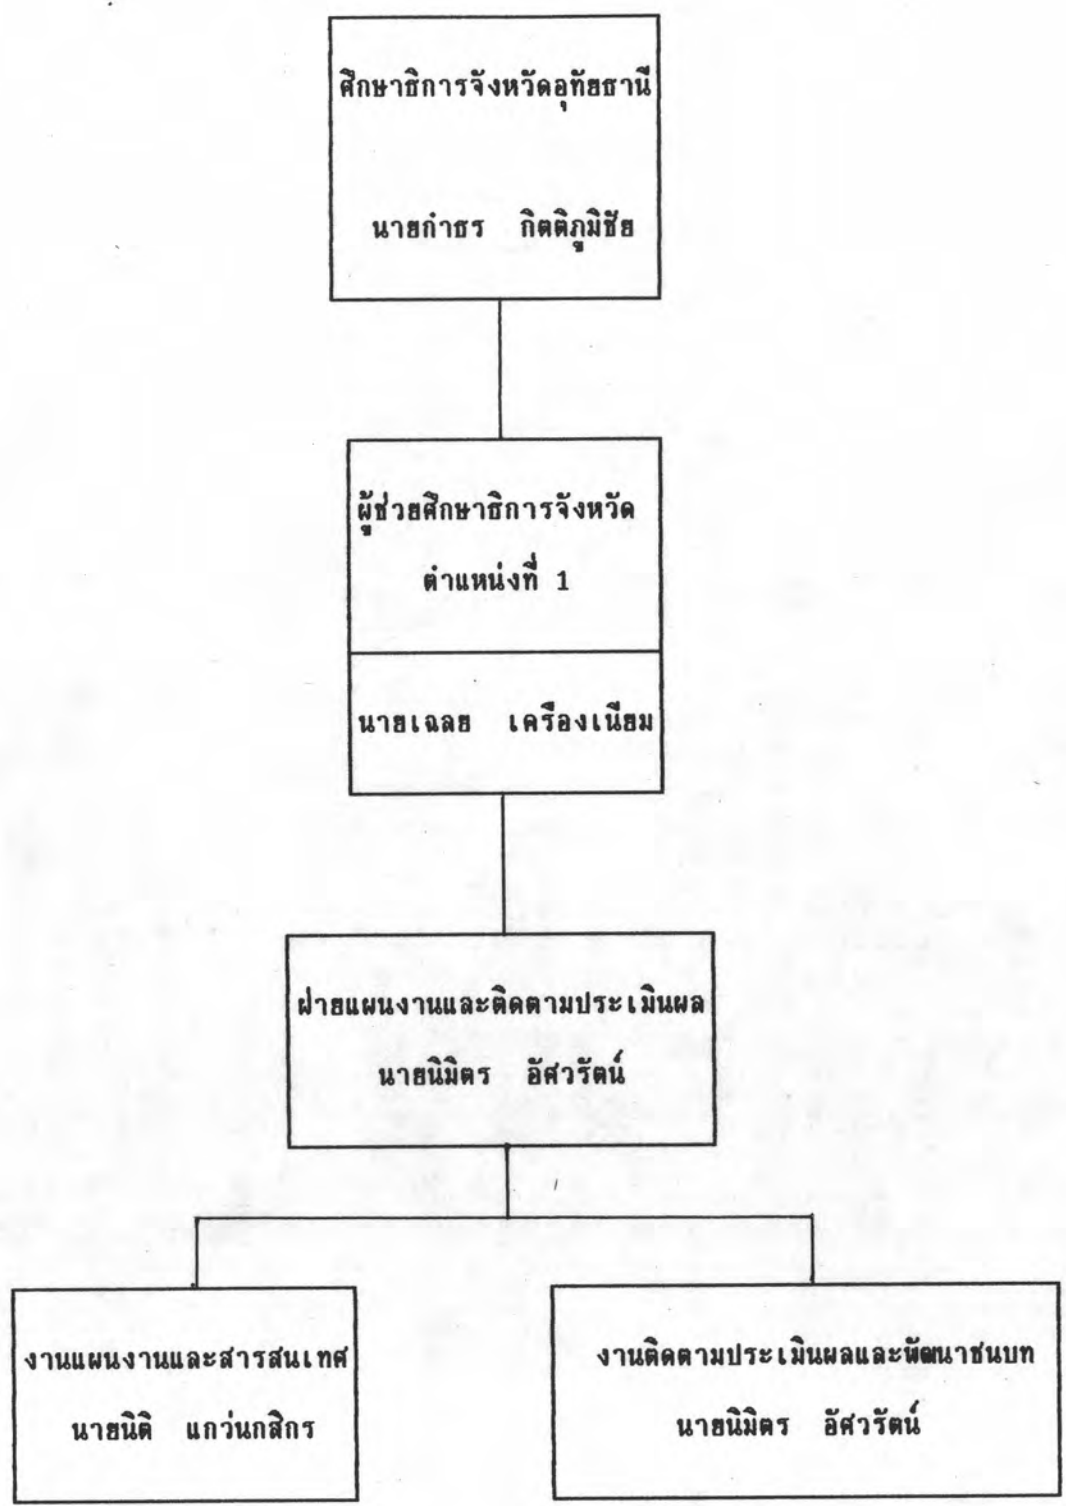 ศึกษาธิการจังหวัดอุทัยธานี
นายกำธร กิตติภูมิชัย
ผู้ช่วยศึกษาธิการจังหวัด
ตำแหน่งที่ 1
นายเฉลย เครื่องเนียม
ฝ่ายแผนงานและติดตามประเมินผล
นายนิมิตร อัศวรัตน์
งานแผนงานและสารสนเทศ
นายนิติ แกว่นกสิกร
งานติดตามประเมินผลและพัฒนาชนบท
นายนิมิตร อัศวรัตน์